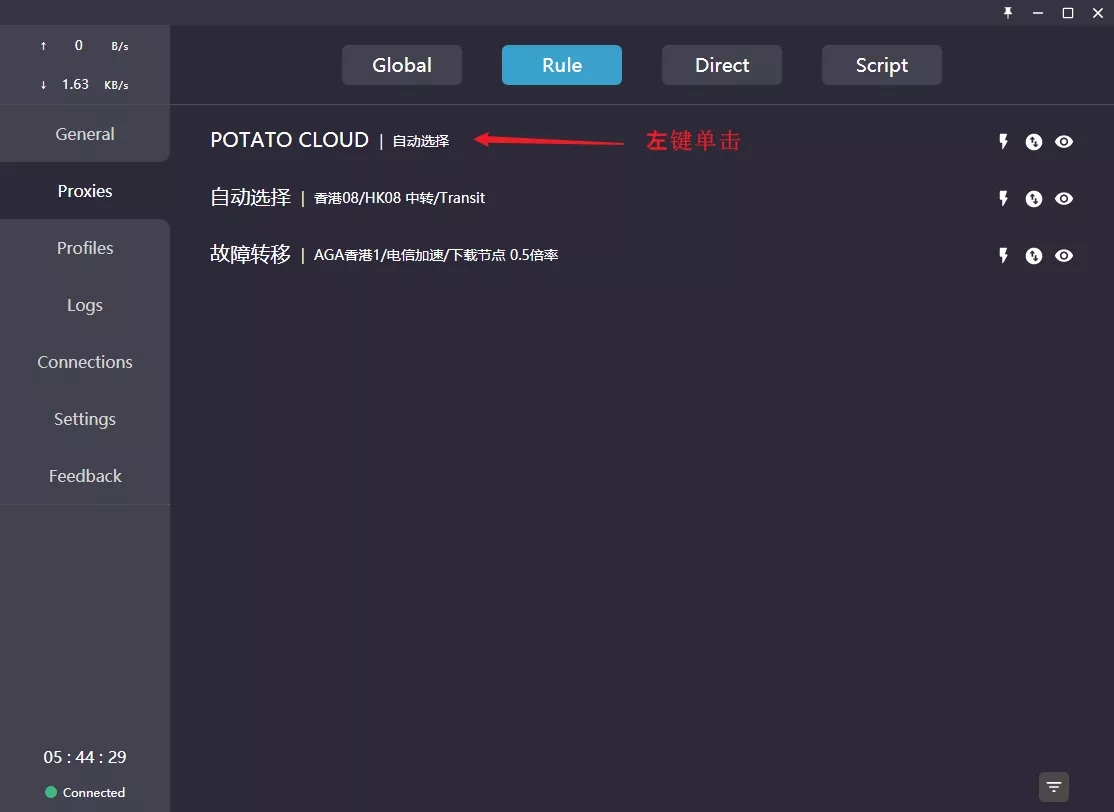 ↑ 0 B/s
↓ 1.63 KB/s
General
Proxies
Profiles
Logs
Connections
Settings
Feedback
05 : 44 : 29
Connected
Global Rule Direct Script
POTATO CLOUD | 自动选择 左键单击
自动选择 | 香港08/HK08 中转/Transit
故障转移 | AGA香港1/电信加速/下载节点 0.5倍率